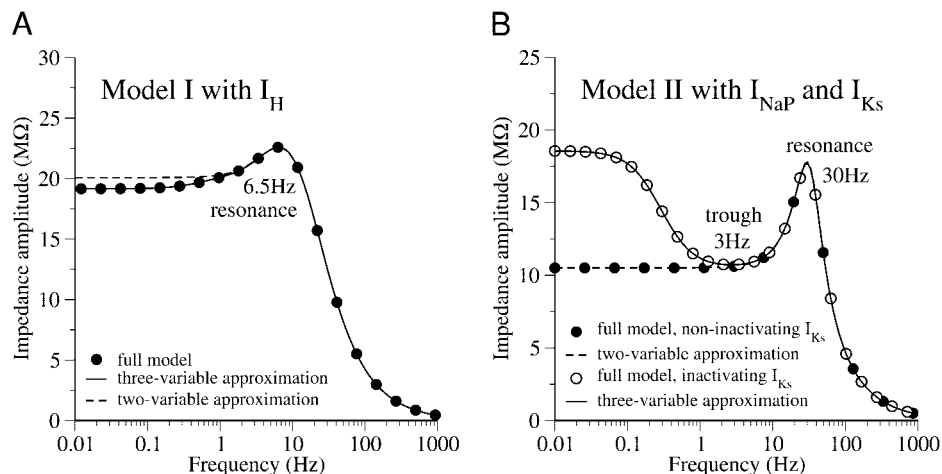 A
Impedance amplitude (MΩ)
30
25
20
15
10
5
0
Model I with I_H
6.5Hz
resonance
full model
three-variable approximation
two-variable approximation
0.01
0.1
1
10
100
1000
Frequency (Hz)
B
Impedance amplitude (MΩ)
25
20
15
10
5
0
Model II with I_NaP and I_Ks
resonance
30Hz
trough
3Hz
full model, non-inactivating I_Ks
two-variable approximation
full model, inactivating I_Ks
three-variable approximation
0.01
0.1
1
10
100
1000
Frequency (Hz)